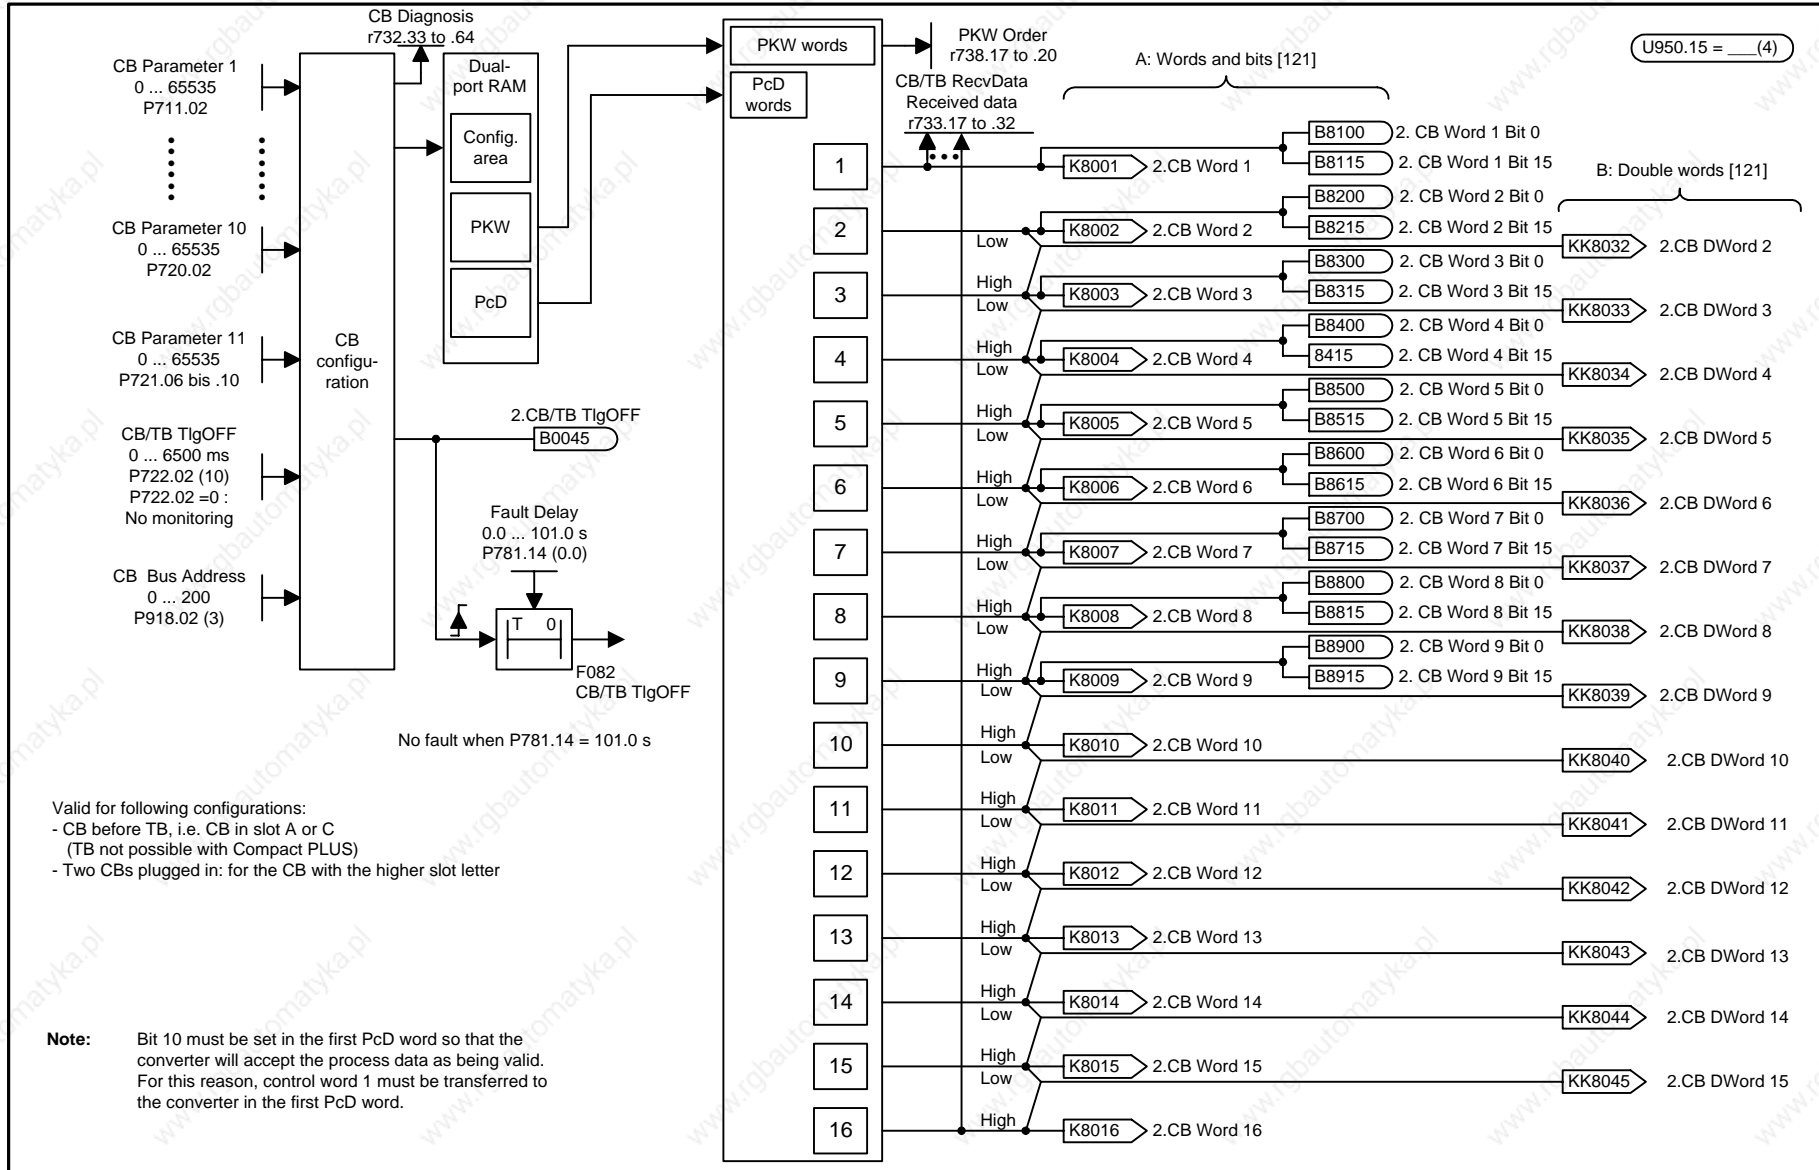 CB Diagnosis
r732.33 to .64
CB Parameter 1
0 ... 65535
P711.02
CB Parameter 10
0 ... 65535
P720.02
CB Parameter 11
0 ... 65535
P721.06 bis .10
CB/TB TlgOFF
0 ... 6500 ms
P722.02 (10)
P722.02 =0 :
No monitoring
CB Bus Address
0 ... 200
P918.02 (3)
CB
configu-
ration
Dual-
port RAM
Config.
area
PKW
PcD
2.CB/TB TlgOFF
B0045
Fault Delay
0.0 ... 101.0 s
P781.14 (0.0)
T 0
F082
CB/TB TlgOFF
No fault when P781.14 = 101.0 s
Valid for following configurations:
- CB before TB, i.e. CB in slot A or C
(TB not possible with Compact PLUS)
- Two CBs plugged in: for the CB with the higher slot letter
Note: Bit 10 must be set in the first PcD word so that the
converter will accept the process data as being valid.
For this reason, control word 1 must be transferred to
the converter in the first PcD word.
PKW words
PcD
words
PKW Order
r738.17 to .20
CB/TB RecvData
Received data
r733.17 to .32
A: Words and bits [121]
U950.15 = ___(4)
B: Double words [121]
B8100 2. CB Word 1 Bit 0
1 K8001 2.CB Word 1 B8115 2. CB Word 1 Bit 15
B8200 2. CB Word 2 Bit 0
2 K8002 2.CB Word 2 B8215 2. CB Word 2 Bit 15
Low KK8032 2.CB DWord 2
B8300 2. CB Word 3 Bit 0
3 High K8003 2.CB Word 3 B8315 2. CB Word 3 Bit 15
Low KK8033 2.CB DWord 3
B8400 2. CB Word 4 Bit 0
4 High K8004 2.CB Word 4 8415 2. CB Word 4 Bit 15
Low KK8034 2.CB DWord 4
B8500 2. CB Word 5 Bit 0
5 High K8005 2.CB Word 5 B8515 2. CB Word 5 Bit 15
Low KK8035 2.CB DWord 5
B8600 2. CB Word 6 Bit 0
6 High K8006 2.CB Word 6 B8615 2. CB Word 6 Bit 15
Low KK8036 2.CB DWord 6
B8700 2. CB Word 7 Bit 0
7 High K8007 2.CB Word 7 B8715 2. CB Word 7 Bit 15
Low KK8037 2.CB DWord 7
B8800 2. CB Word 8 Bit 0
8 High K8008 2.CB Word 8 B8815 2. CB Word 8 Bit 15
Low KK8038 2.CB DWord 8
B8900 2. CB Word 9 Bit 0
9 High K8009 2.CB Word 9 B8915 2. CB Word 9 Bit 15
Low KK8039 2.CB DWord 9
10 High K8010 2.CB Word 10
Low KK8040 2.CB DWord 10
11 High K8011 2.CB Word 11
Low KK8041 2.CB DWord 11
12 High K8012 2.CB Word 12
Low KK8042 2.CB DWord 12
13 High K8013 2.CB Word 13
Low KK8043 2.CB DWord 13
14 High K8014 2.CB Word 14
Low KK8044 2.CB DWord 14
15 High K8015 2.CB Word 15
Low KK8045 2.CB DWord 15
16 High K8016 2.CB Word 16
www.rgbautomatyka.pl